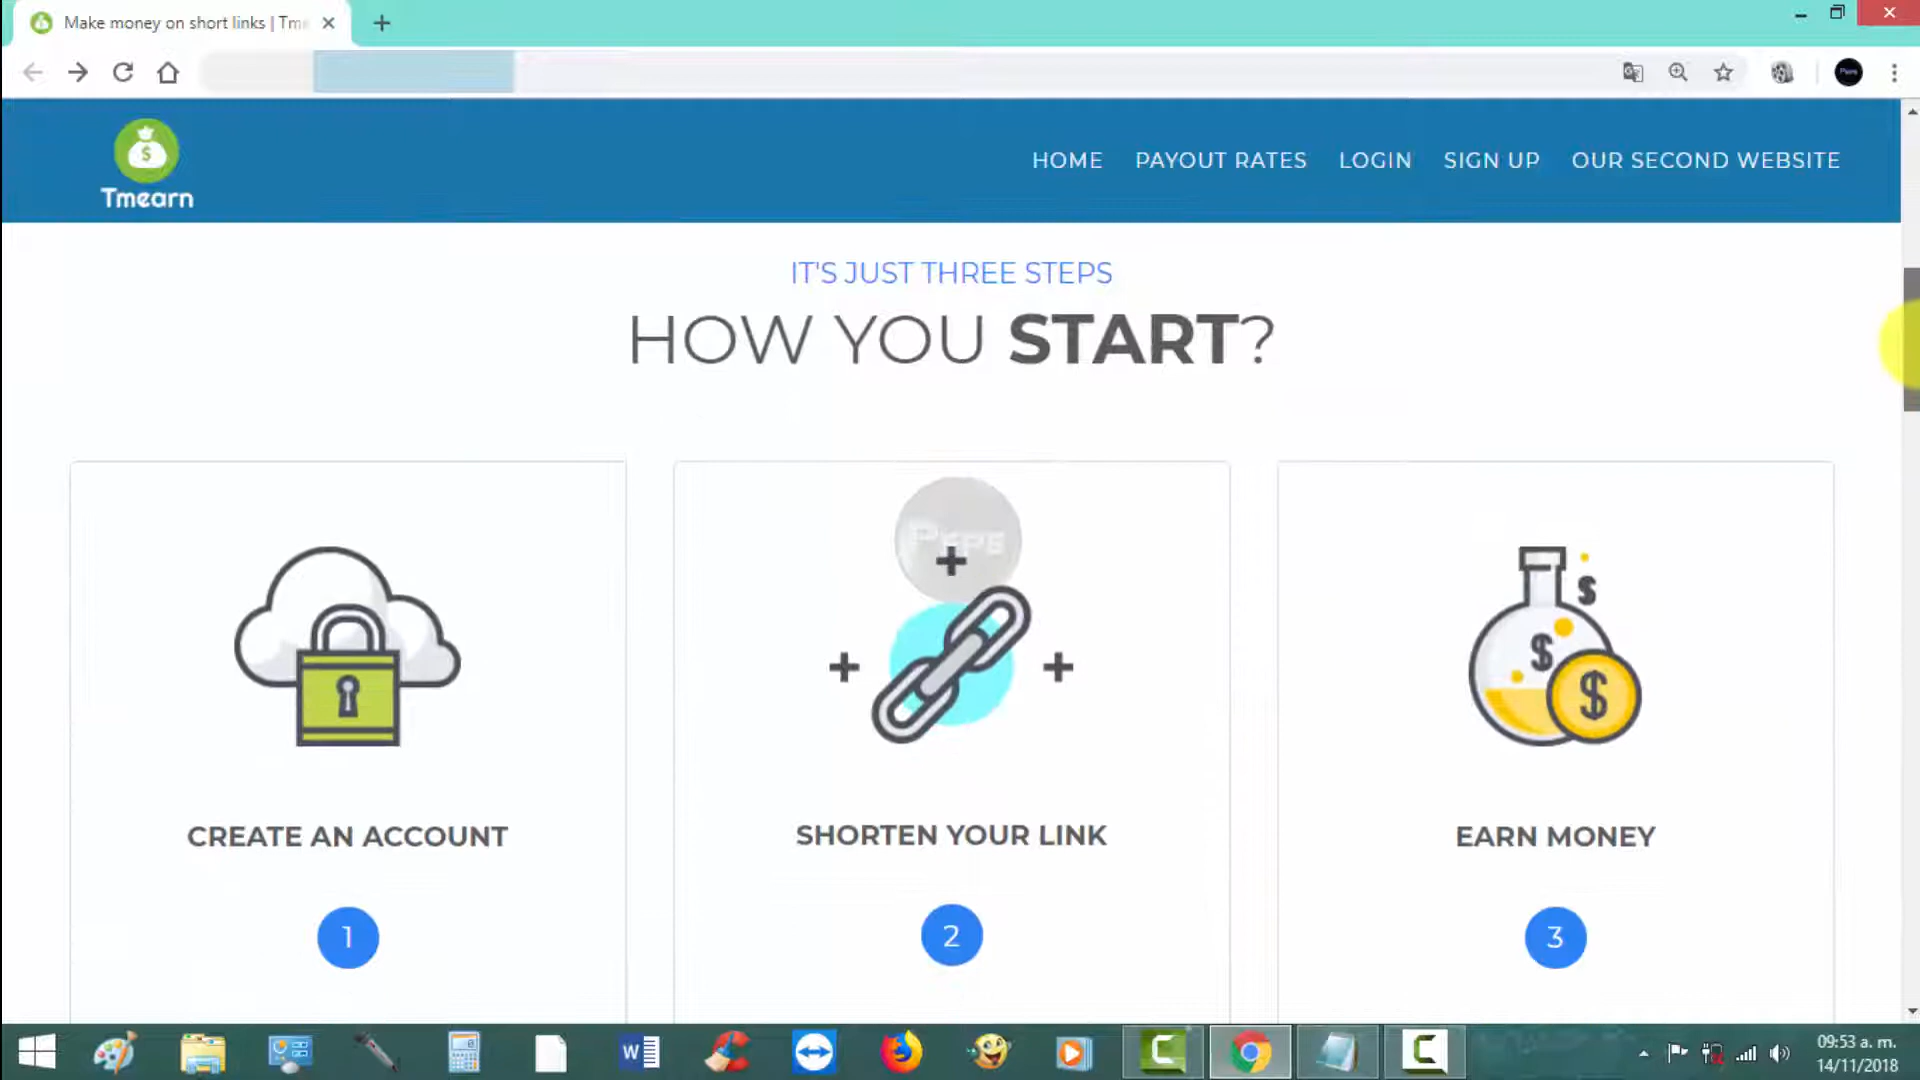 Make money on short links | Tme
Tmearn
HOME PAYOUT RATES LOGIN SIGN UP OUR SECOND WEBSITE
IT'S JUST THREE STEPS
HOW YOU START?
CREATE AN ACCOUNT
SHORTEN YOUR LINK
EARN MONEY
1
2
3
09:53 a. m.
14/11/2018